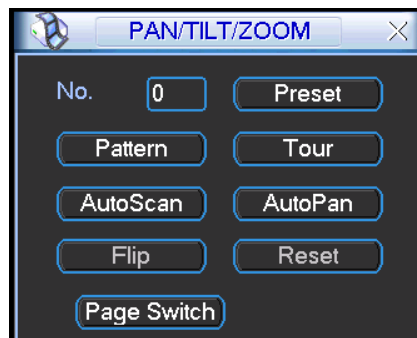 PAN/TILT/ZOOM
No. 0 Preset
Pattern Tour
AutoScan AutoPan
Flip Reset
Page Switch